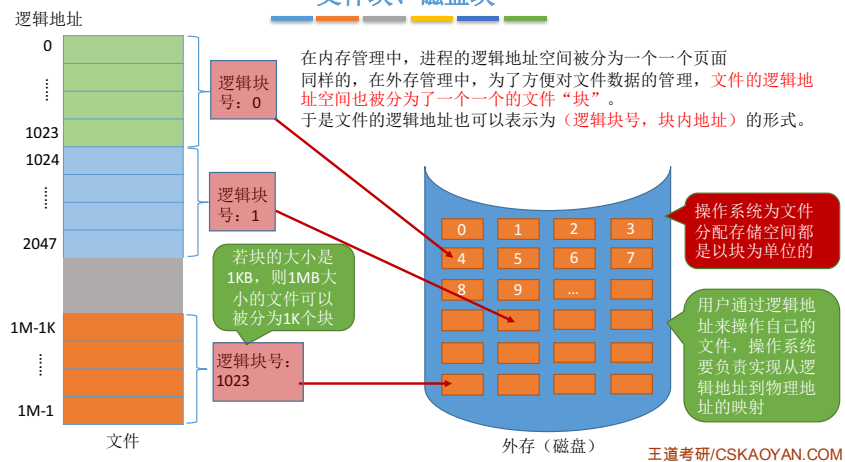 文件块、磁盘块
逻辑地址
0
……
1023
1024
……
2047
1M-1K
……
1M-1
文件
逻辑块
号：0
逻辑块
号：1
若块的大小是
1KB，则1MB大
小的文件可以
被分为1K个块
逻辑块号：
1023
在内存管理中，进程的逻辑地址空间被分为一个一个页面
同样的，在外存管理中，为了方便对文件数据的管理，文件的逻辑地
址空间也被分为了一个一个的文件“块”。
于是文件的逻辑地址也可以表示为（逻辑块号，块内地址）的形式。
0 1 2 3
4 5 6 7
8 9 …
外存（磁盘）
操作系统为文件
分配存储空间都
是以块为单位的
用户通过逻辑地
址来操作自己的
文件，操作系统
要负责实现从逻
辑地址到物理地
址的映射
王道考研/CSKAOYAN.COM